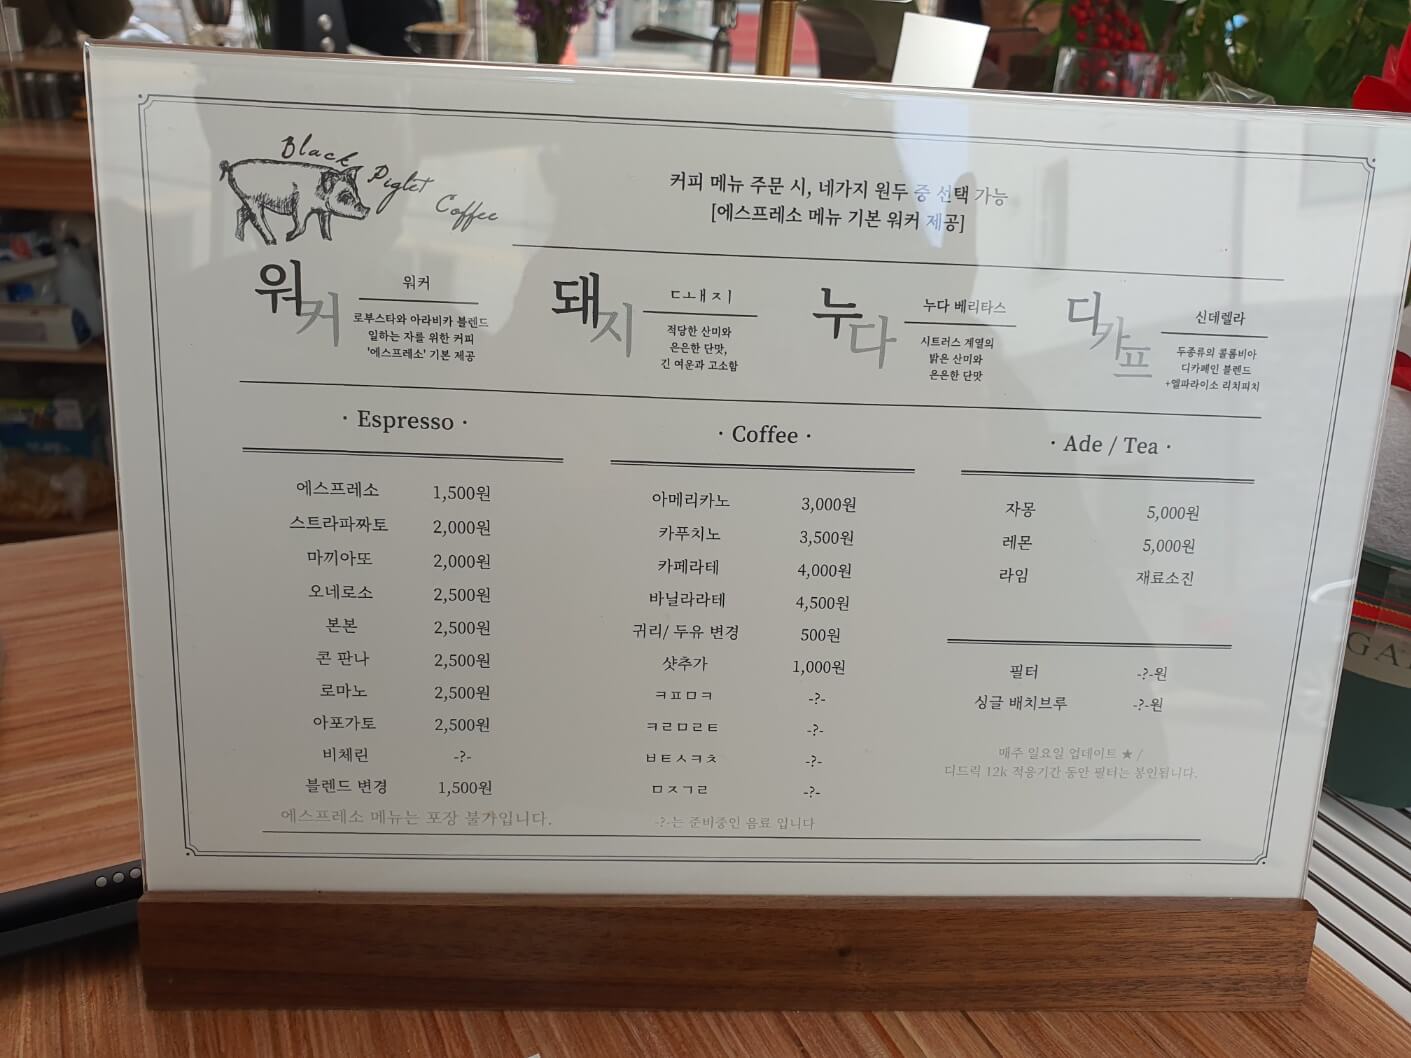 Black Piglet Coffee
커피 메뉴 주문 시, 네가지 원두 중 선택 가능
[에스프레소 메뉴 기본 워커 제공]
워커
워커
로부스타와 아라비카 블렌드
일하는 자를 위한 커피
'에스프레소' 기본 제공
돼지
ㄷㅗㅐㅈㅣ
적당한 산미와
은은한 단맛,
긴 여운과 고소함
누다
누다 베리타스
시트러스 계열의
밝은 산미와
은은한 단맛
디카프
신데렐라
두종류의 콜롬비아
디카페인 블렌드
+엘파라이소 리치피치
· Espresso ·
에스프레소 1,500원
스트라파짜토 2,000원
마끼아또 2,000원
오네로소 2,500원
본본 2,500원
콘 판나 2,500원
로마노 2,500원
아포가토 2,500원
비체린 -?-
블렌드 변경 1,500원
에스프레소 메뉴는 포장 불가입니다.
· Coffee ·
아메리카노 3,000원
카푸치노 3,500원
카페라테 4,000원
바닐라라테 4,500원
귀리/ 두유 변경 500원
샷추가 1,000원
ㅋㅍㅁㅋ -?-
ㅋㄹㅁㄹㅌ -?-
ㅂㅌㅅㅋㅊ -?-
ㅁㅈㄱㄹ -?-
-?-는 준비중인 음료 입니다
· Ade / Tea ·
자몽 5,000원
레몬 5,000원
라임 재료소진
필터 -?-원
싱글 배치브루 -?-원
매주 일요일 업데이트 ★ /
디드릭 12k 적응기간 동안 필터는 봉인됩니다.